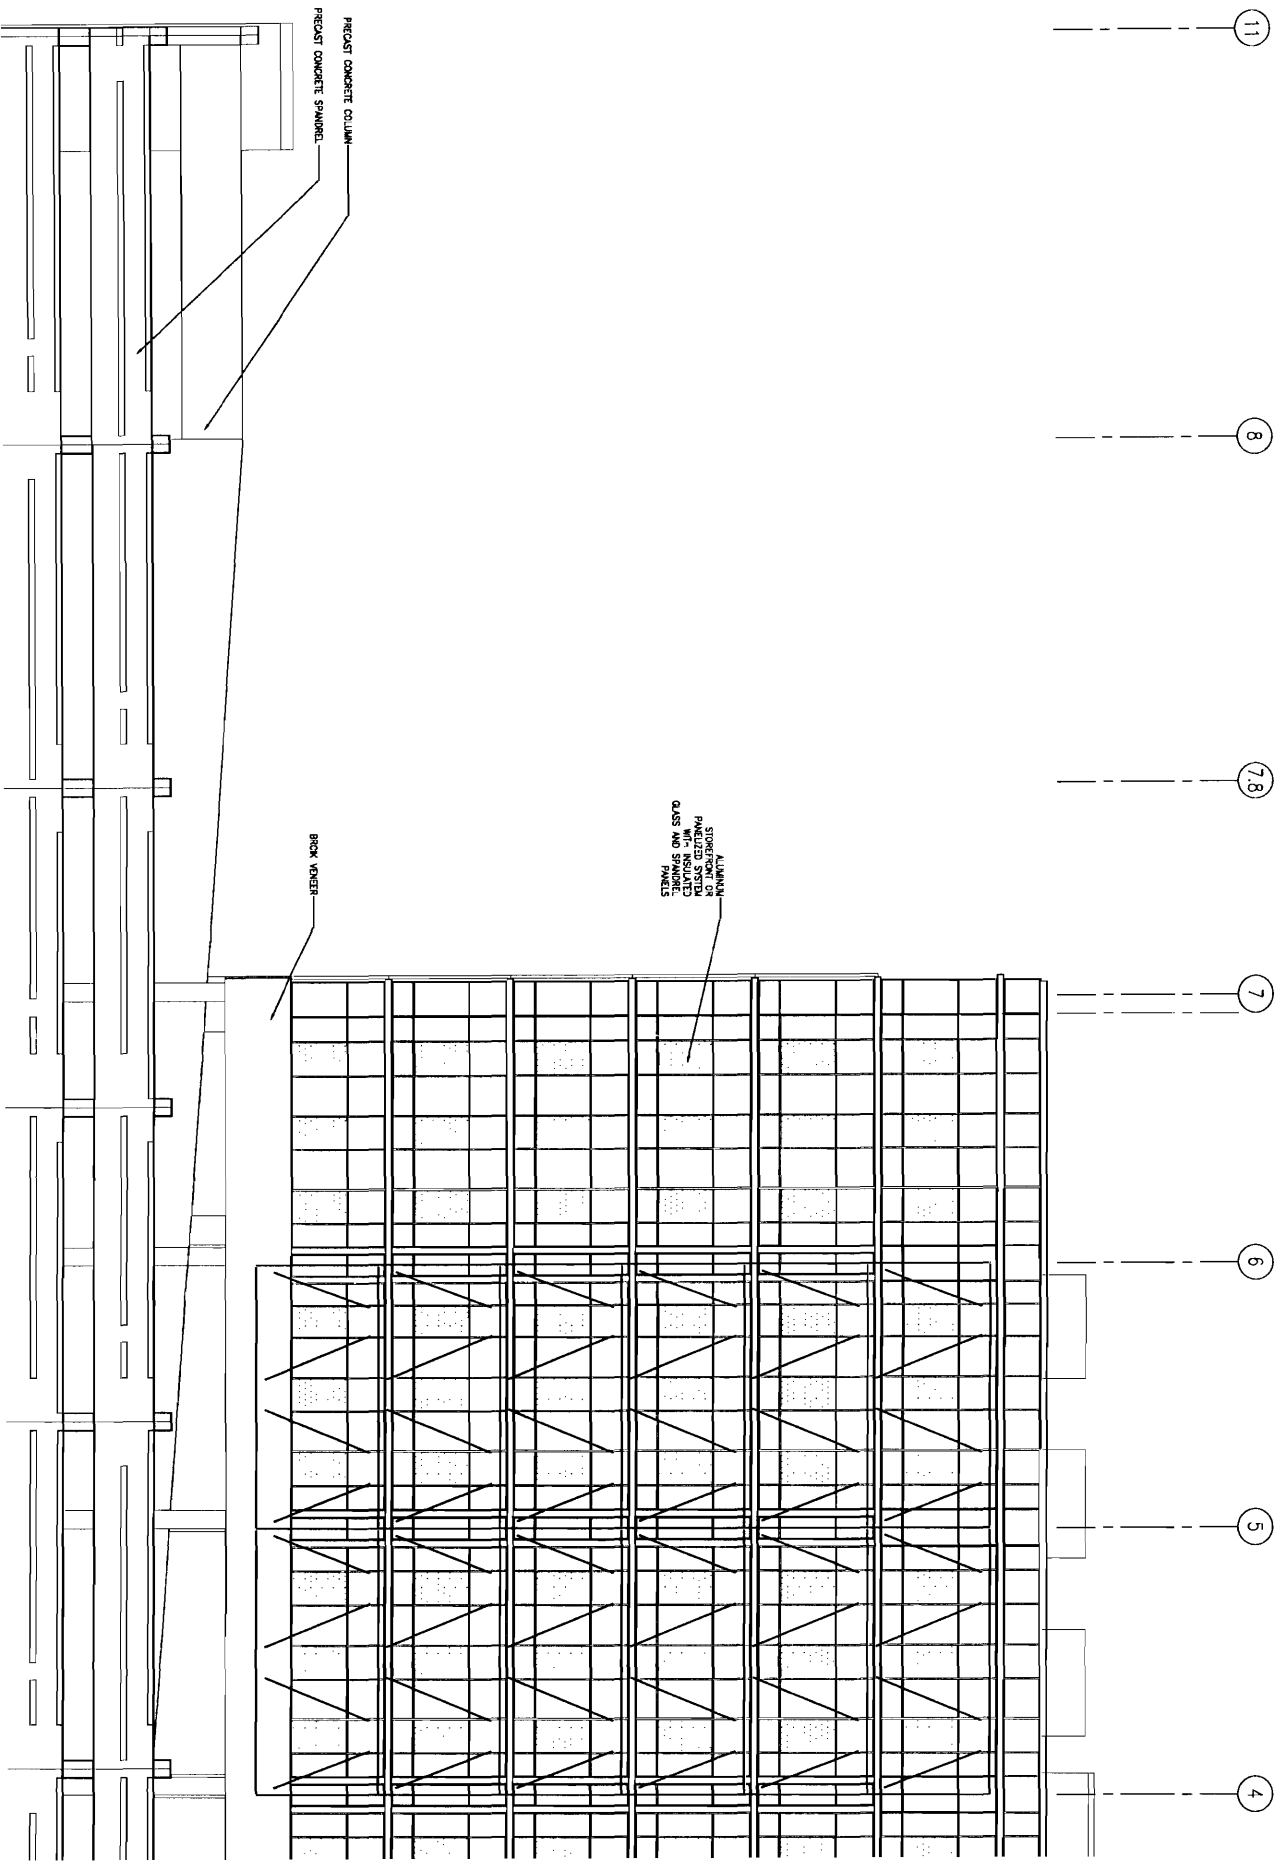 11
8
7.8
7
6
5
4
PRECAST CONCRETE COLUMN
PRECAST CONCRETE SPANDREL
ALUMINUM
STOREFRONT OR
PANELIZED SYSTEM
WITH INSULATED
GLASS AND SPANDREL
PANELS
BRICK VENEER